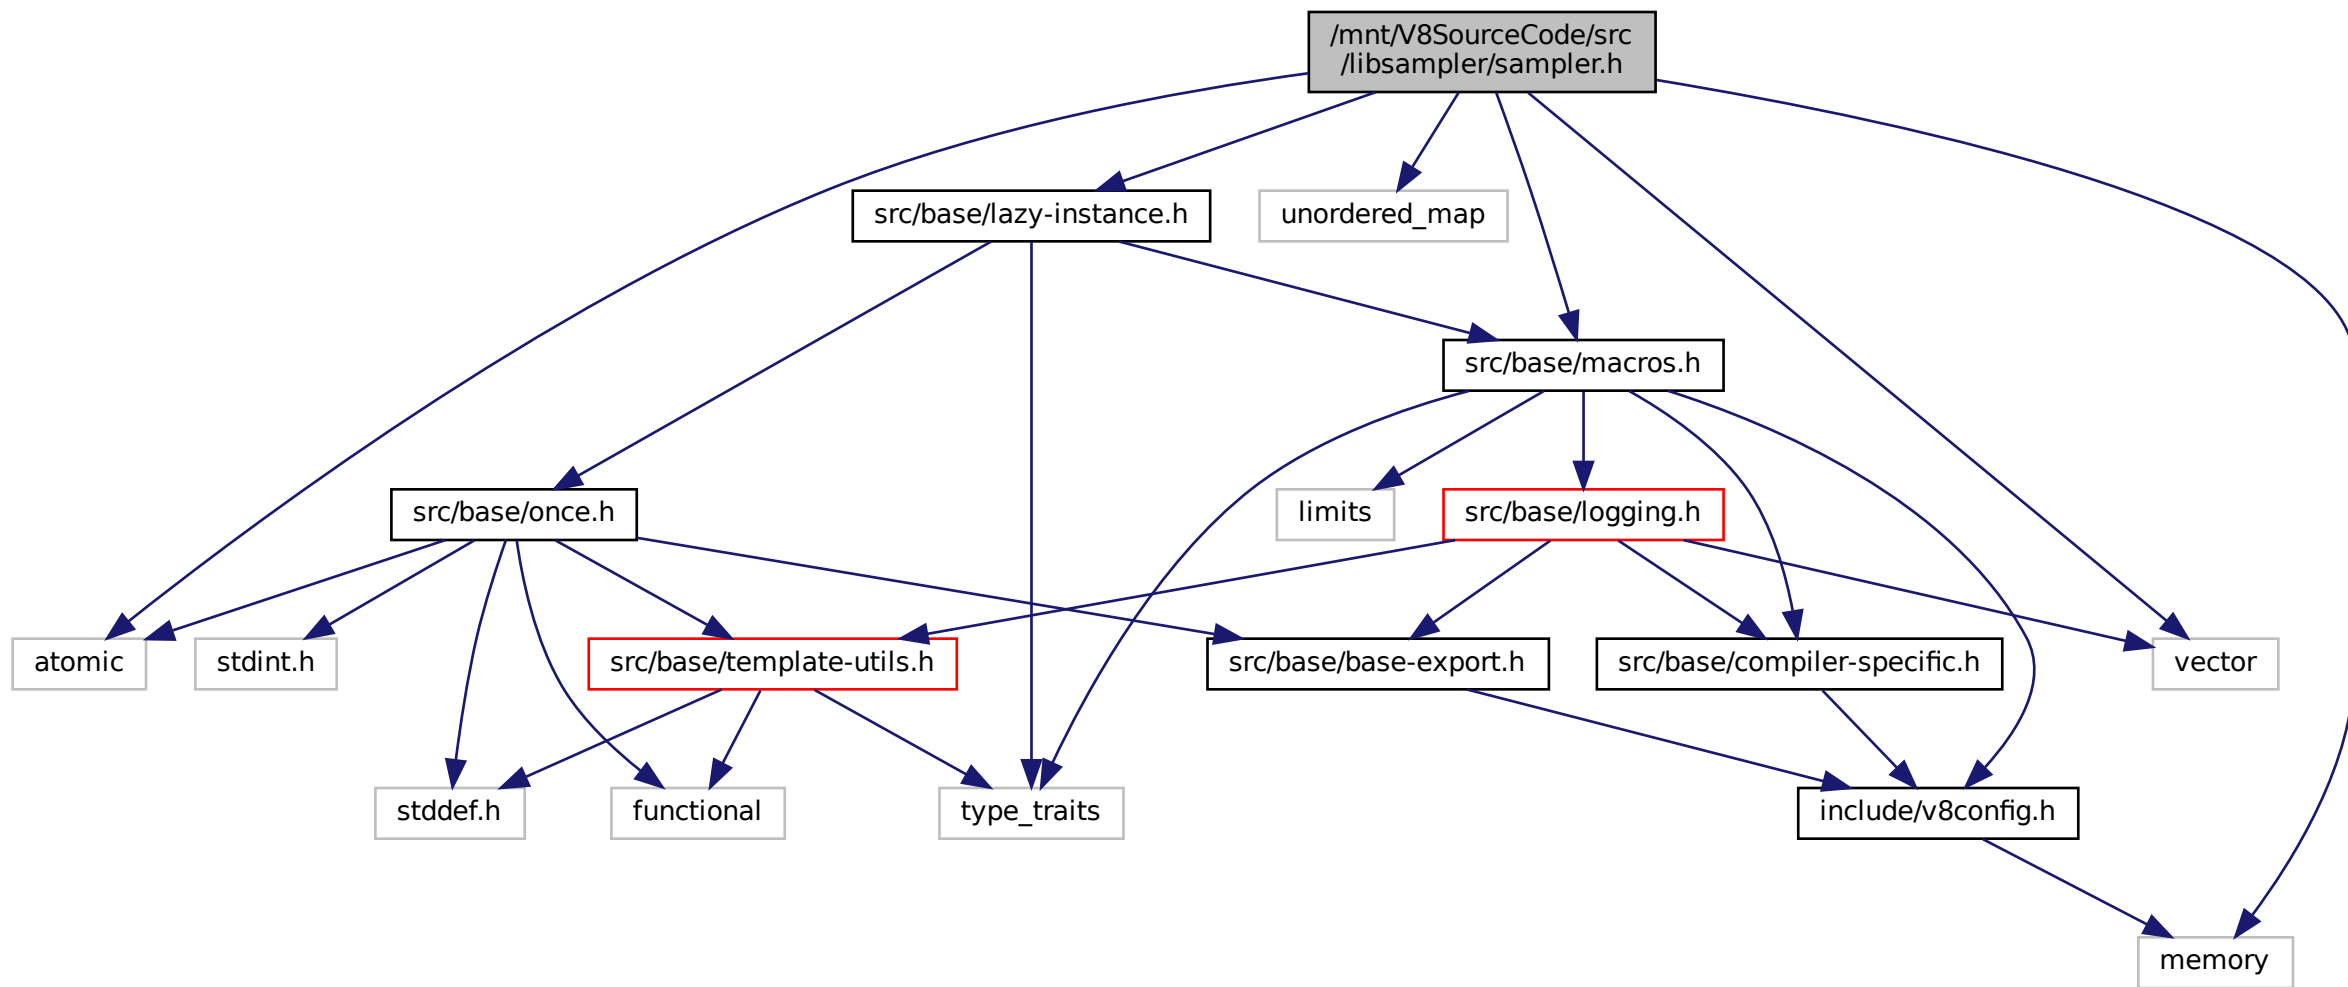 /mnt/V8SourceCode/src
/libsampler/sampler.h
src/base/lazy-instance.h
unordered_map
src/base/macros.h
src/base/once.h
limits
src/base/logging.h
atomic
stdint.h
src/base/template-utils.h
src/base/base-export.h
src/base/compiler-specific.h
vector
stddef.h
functional
type_traits
include/v8config.h
memory